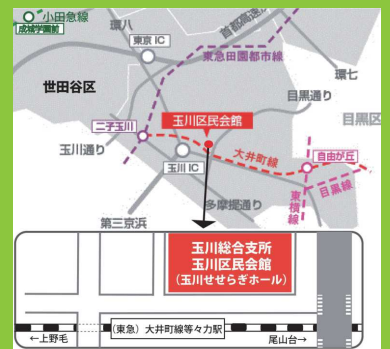 小田急線
成城学園前
環八
首都高速
東京IC
東急田園都市線
環七
世田谷区
目黒通り
玉川区民会館
目黒区
二子玉川
玉川通り
大井町線
自由が丘
玉川IC
目黒線
東横線
多摩堤通り
第三京浜
玉川総合支所
玉川区民会館
(玉川せせらぎホール)
(東急)大井町線等々力駅
←上野毛
尾山台→